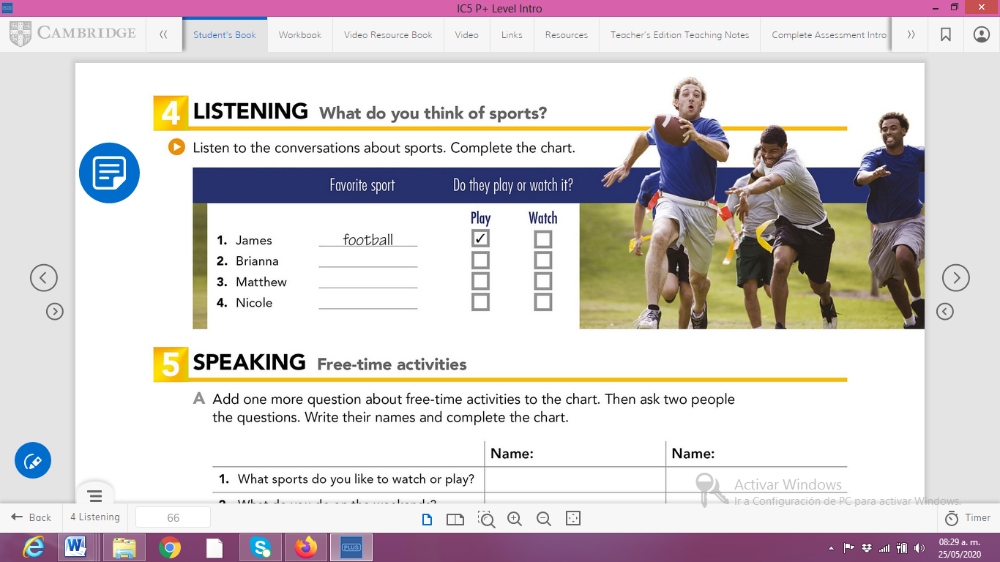 IC5 P+ Level Intro
CAMBRIDGE
Student's Book
Workbook
Video Resource Book
Video
Links
Resources
Teacher's Edition Teaching Notes
Complete Assessment Intro
4 LISTENING What do you think of sports?
Listen to the conversations about sports. Complete the chart.
Favorite sport Do they play or watch it?
Play Watch
1. James football
2. Brianna
3. Matthew
4. Nicole
5 SPEAKING Free-time activities
A Add one more question about free-time activities to the chart. Then ask two people
the questions. Write their names and complete the chart.
Name: Name:
1. What sports do you like to watch or play?
2. What do you do on the weekends?
Activar Windows
Ir a Configuración de PC para activar Windows.
Back
4 Listening
66
Timer
PLUS
08:29 a. m.
25/05/2020